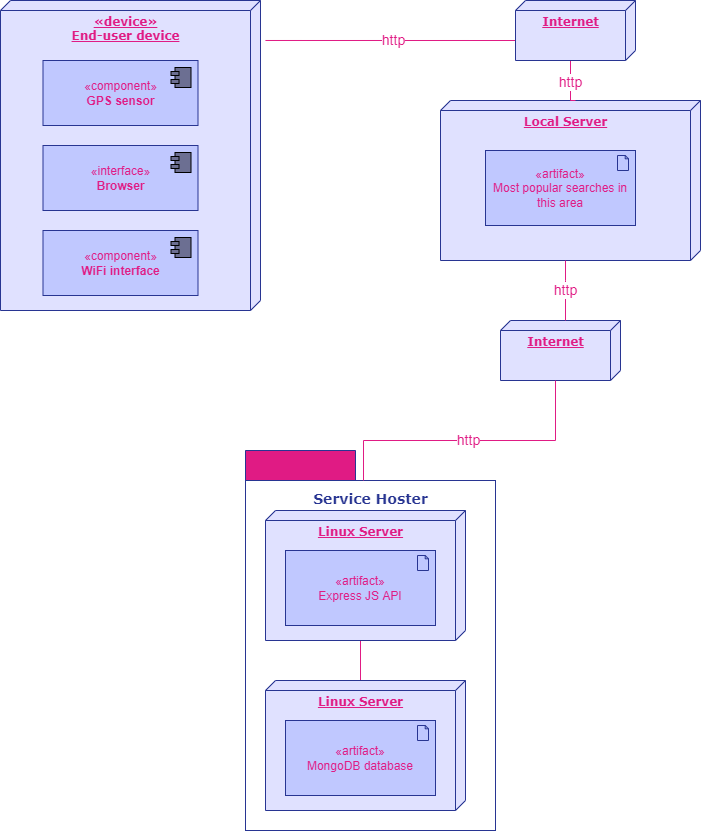 «device»
End-user device
«component»
GPS sensor
«interface»
Browser
«component»
WiFi interface
http
Internet
http
Local Server
«artifact»
Most popular searches in
this area
http
Internet
http
Service Hoster
Linux Server
«artifact»
Express JS API
Linux Server
«artifact»
MongoDB database